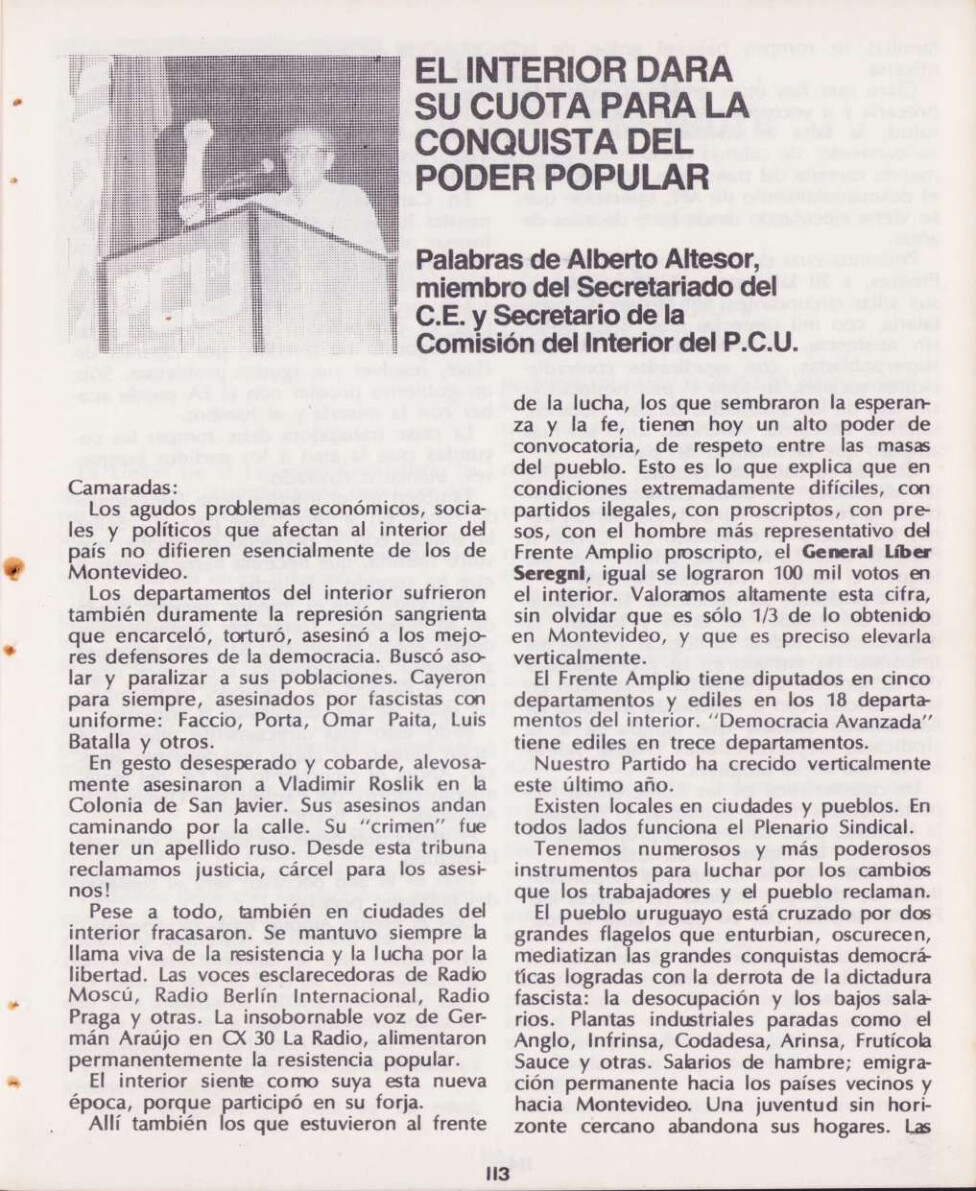 EL INTERIOR DARA
SU CUOTA PARA LA
CONQUISTA DEL
PODER POPULAR
Palabras de Alberto Altesor,
miembro del Secretariado del
C.E. y Secretario de la
Comisión del Interior del P.C.U.
PCU
Camaradas:
Los agudos problemas económicos, socia-
les y políticos que afectan al interior del
país no difieren esencialmente de los de
Montevideo.
Los departamentos del interior sufrieron
también duramente la represión sangrienta
que encarceló, torturó, asesinó a los mejo-
res defensores de la democracia. Buscó aso-
lar y paralizar a sus poblaciones. Cayeron
para siempre, asesinados por fascistas con
uniforme: Faccio, Porta, Omar Paita, Luis
Batalla y otros.
En gesto desesperado y cobarde, alevosa-
mente asesinaron a Vladimir Roslik en la
Colonia de San Javier. Sus asesinos andan
caminando por la calle. Su "crimen" fue
tener un apellido ruso. Desde esta tribuna
reclamamos justicia, cárcel para los asesi-
nos!
Pese a todo, también en ciudades del
interior fracasaron. Se mantuvo siempre la
llama viva de la resistencia y la lucha por la
libertad. Las voces esclarecedoras de Radio
Moscú, Radio Berlín Internacional, Radio
Praga y otras. La insobornable voz de Ger-
mán Araújo en CX 30 La Radio, alimentaron
permanentemente la resistencia popular.
El interior siente como suya esta nueva
época, porque participó en su forja.
Allí también los que estuvieron al frente
de la lucha, los que sembraron la esperan-
za y la fe, tienen hoy un alto poder de
convocatoria, de respeto entre las masas
del pueblo. Esto es lo que explica que en
condiciones extremadamente difíciles, con
partidos ilegales, con proscriptos, con pre-
sos, con el hombre más representativo del
Frente Amplio proscripto, el General Líber
Seregni, igual se lograron 100 mil votos en
el interior. Valoramos altamente esta cifra,
sin olvidar que es sólo 1/3 de lo obtenido
en Montevideo, y que es preciso elevarla
verticalmente.
El Frente Amplio tiene diputados en cinco
departamentos y ediles en los 18 departa-
mentos del interior. "Democracia Avanzada"
tiene ediles en trece departamentos.
Nuestro Partido ha crecido verticalmente
este último año.
Existen locales en ciudades y pueblos. En
todos lados funciona el Plenario Sindical.
Tenemos numerosos y más poderosos
instrumentos para luchar por los cambios
que los trabajadores y el pueblo reclaman.
El pueblo uruguayo está cruzado por dos
grandes flagelos que enturbian, oscurecen,
mediatizan las grandes conquistas democrá-
ticas logradas con la derrota de la dictadura
fascista: la desocupación y los bajos sala-
rios. Plantas industriales paradas como el
Anglo, Infrinsa, Codadesa, Arinsa, Frutícola
Sauce y otras. Salarios de hambre; emigra-
ción permanente hacia los países vecinos y
hacia Montevideo. Una juventud sin hori-
zonte cercano abandona sus hogares. Las
113